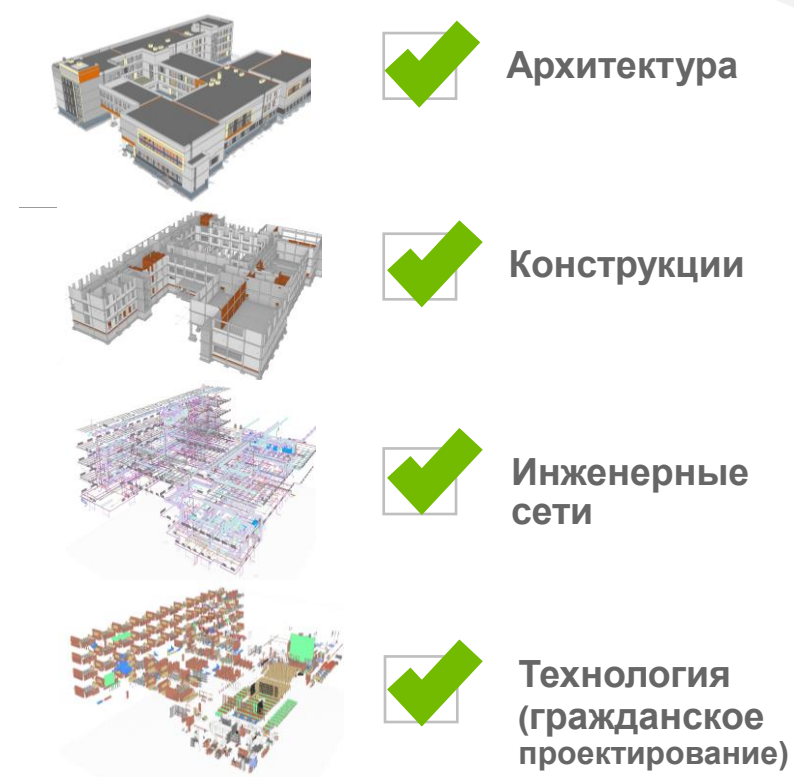 Архитектура
Конструкции
Инженерные
сети
Технология
(гражданское
проектирование)